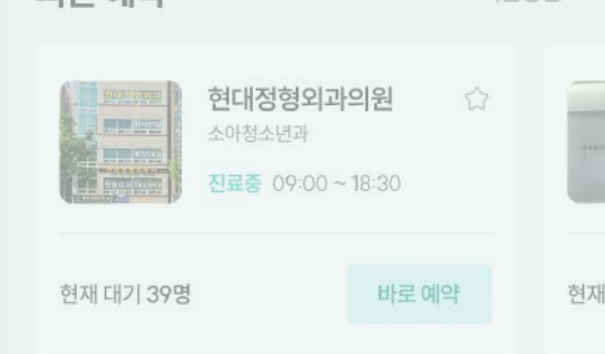 현대정형외과의원
소아청소년과
진료중 09:00 ~ 18:30
현재 대기 39명
바로 예약
현재